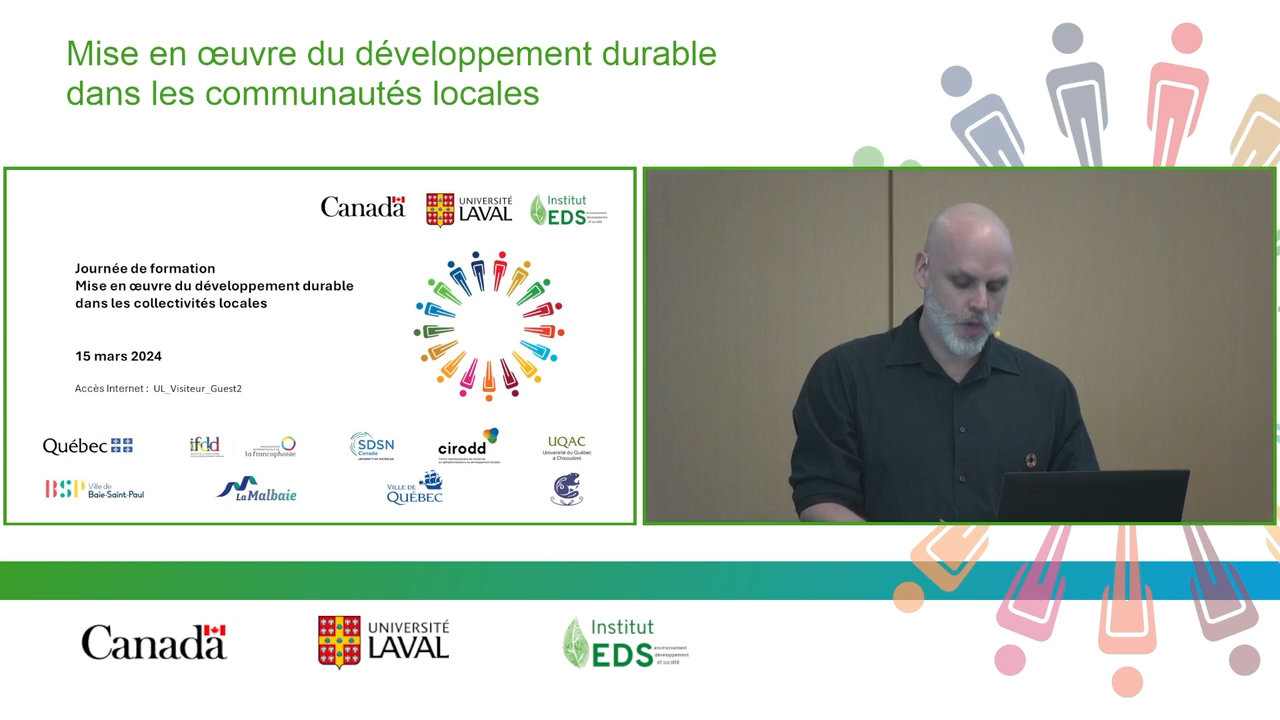 Mise en œuvre du développement durable
dans les communautés locales
Canada
UNIVERSITÉ
LAVAL
Institut
EDS
Journée de formation
Mise en œuvre du développement durable
dans les collectivités locales
15 mars 2024
Accès Internet : UL_Visiteur_Guest2
Québec
ifdd
la francophonie
SDSN
Canada
cirodd
UQAC
Université du Québec
à Chicoutimi
BSP Ville de
Baie-Saint-Paul
La Malbaie
VILLE DE
QUÉBEC
Canada
UNIVERSITÉ
LAVAL
Institut
EDS
environnement
développement
et société